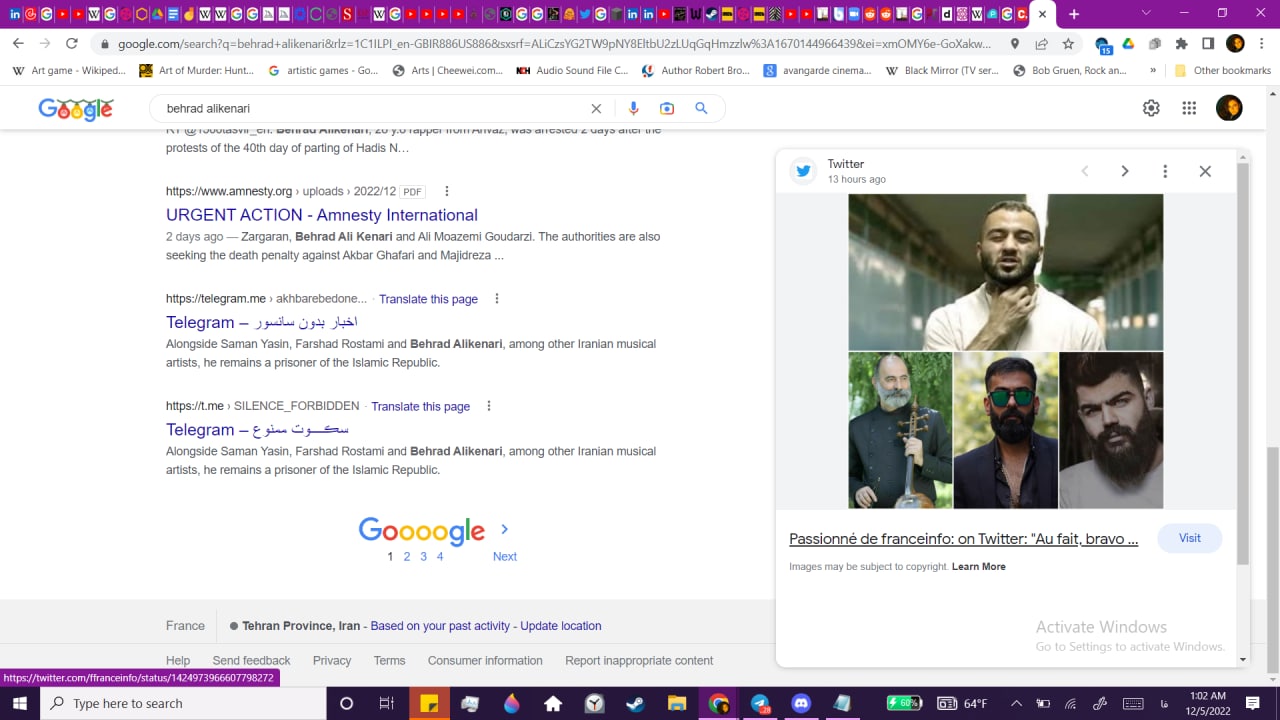 google.com/search?q=behrad+alikenari&rlz=1C1ILPI_en-GBIR886US886&sxsrf=ALiCzsYG2TW9pNY8EltbU2zLUqGqHmzzlw%3A1670144966439&ei=xmOMY6e-GoXakw...
15
Art game - Wikiped...
Art of Murder: Hunt...
artistic games - Go...
Arts | Cheewei.com...
Audio Sound File C...
Author Robert Bro...
avangarde cinema...
Black Mirror (TV ser...
Bob Gruen, Rock an...
»
Other bookmarks
Google
behrad alikenari
RT @1500tasvir_en: Behrad Alikenari, 28 y.o rapper from Ahvaz, was arrested 2 days after the
protests of the 40th day of parting of Hadis N…
https://www.amnesty.org › uploads › 2022/12 PDF
URGENT ACTION - Amnesty International
2 days ago — Zargaran, Behrad Ali Kenari and Ali Moazemi Goudarzi. The authorities are also
seeking the death penalty against Akbar Ghafari and Majidreza ...
https://telegram.me › akhbarebedone... · Translate this page
Telegram – اخبار بدون سانسور
Alongside Saman Yasin, Farshad Rostami and Behrad Alikenari, among other Iranian musical
artists, he remains a prisoner of the Islamic Republic.
https://t.me › SILENCE_FORBIDDEN · Translate this page
Telegram – سکـــوت ممنوع
Alongside Saman Yasin, Farshad Rostami and Behrad Alikenari, among other Iranian musical
artists, he remains a prisoner of the Islamic Republic.
Goooogle
1 2 3 4 Next
Twitter
13 hours ago
Passionné de franceinfo: on Twitter: "Au fait, bravo ...
Visit
Images may be subject to copyright. Learn More
France
Tehran Province, Iran - Based on your past activity - Update location
Help Send feedback Privacy Terms Consumer information Report inappropriate content
Activate Windows
Go to Settings to activate Windows.
https://twitter.com/ffranceinfo/status/1424973966607798272
Type here to search
28
60%
64°F
فا
1:02 AM
12/5/2022